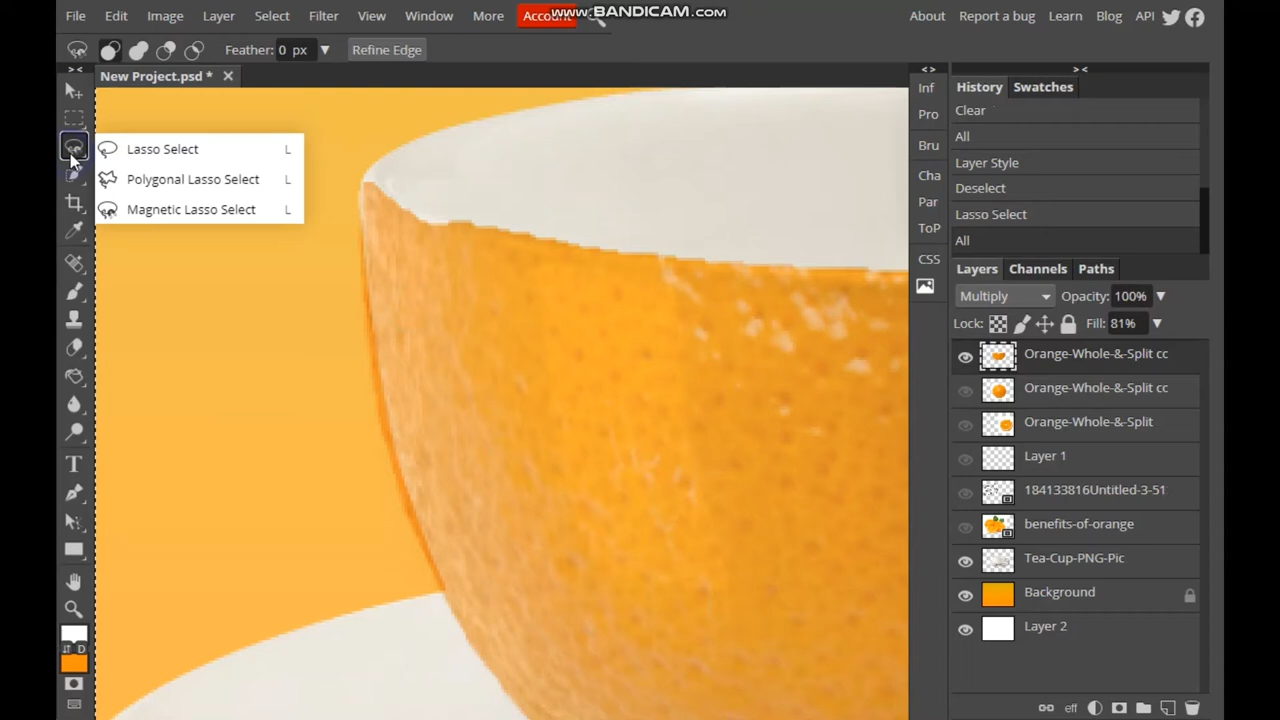 File Edit Image Layer Select Filter View Window More Account www.BANDICAM.com About Report a bug Learn Blog API
Feather: 0 px Refine Edge
> < New Project.psd * < > > <
Lasso Select L
Polygonal Lasso Select L
Magnetic Lasso Select L
D
Inf
Pro
Bru
Cha
Par
ToP
CSS
History Swatches
Clear
All
Layer Style
Deselect
Lasso Select
All
Layers Channels Paths
Multiply Opacity: 100%
Lock: Fill: 81%
Orange-Whole-&-Split cc
Orange-Whole-&-Split cc
Orange-Whole-&-Split
Layer 1
184133816Untitled-3-51
benefits-of-orange
Tea-Cup-PNG-Pic
Background
Layer 2
eff